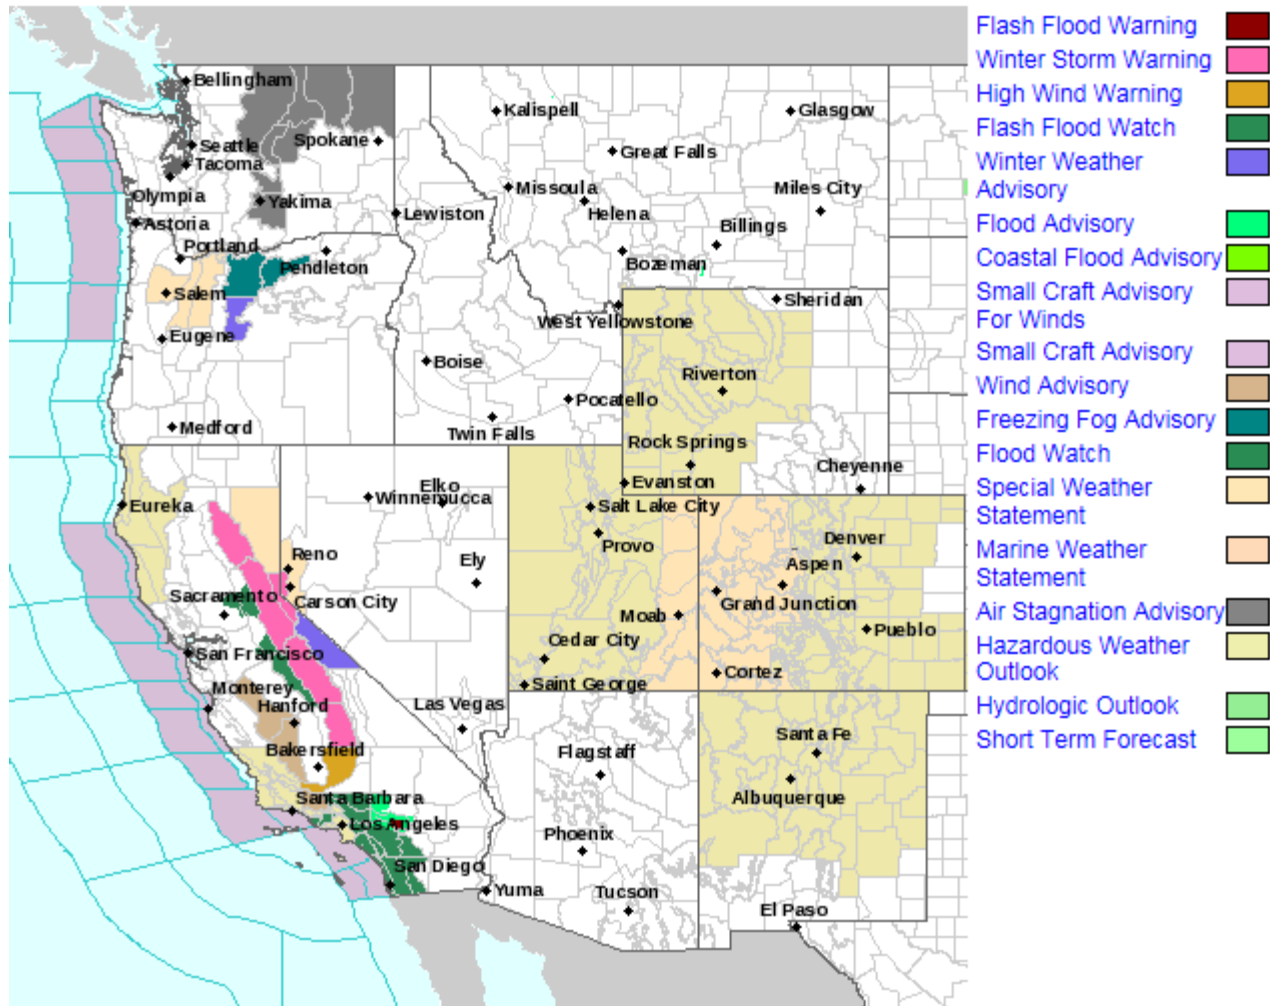 Flash Flood Warning
Winter Storm Warning
High Wind Warning
Flash Flood Watch
Winter Weather
Advisory
Flood Advisory
Coastal Flood Advisory
Small Craft Advisory
For Winds
Small Craft Advisory
Wind Advisory
Freezing Fog Advisory
Flood Watch
Special Weather
Statement
Marine Weather
Statement
Air Stagnation Advisory
Hazardous Weather
Outlook
Hydrologic Outlook
Short Term Forecast
Bellingham
Kalispell
Glasgow
Seattle
Spokane
Tacoma
Great Falls
Olympia
Yakima
Missoula
Helena
Miles City
Astoria
Lewiston
Billings
Portland
Pendleton
Bozeman
Salem
Sheridan
West Yellowstone
Eugene
Boise
Riverton
Pocatello
Medford
Twin Falls
Rock Springs
Cheyenne
Elko
Winnemucca
Evanston
Eureka
Salt Lake City
Reno
Provo
Denver
Ely
Aspen
Sacramento
Carson City
Grand Junction
Moab
Pueblo
San Francisco
Cedar City
Cortez
Monterey
Saint George
Hanford
Las Vegas
Bakersfield
Flagstaff
Santa Fe
Santa Barbara
Albuquerque
Los Angeles
Phoenix
San Diego
Yuma
Tucson
El Paso